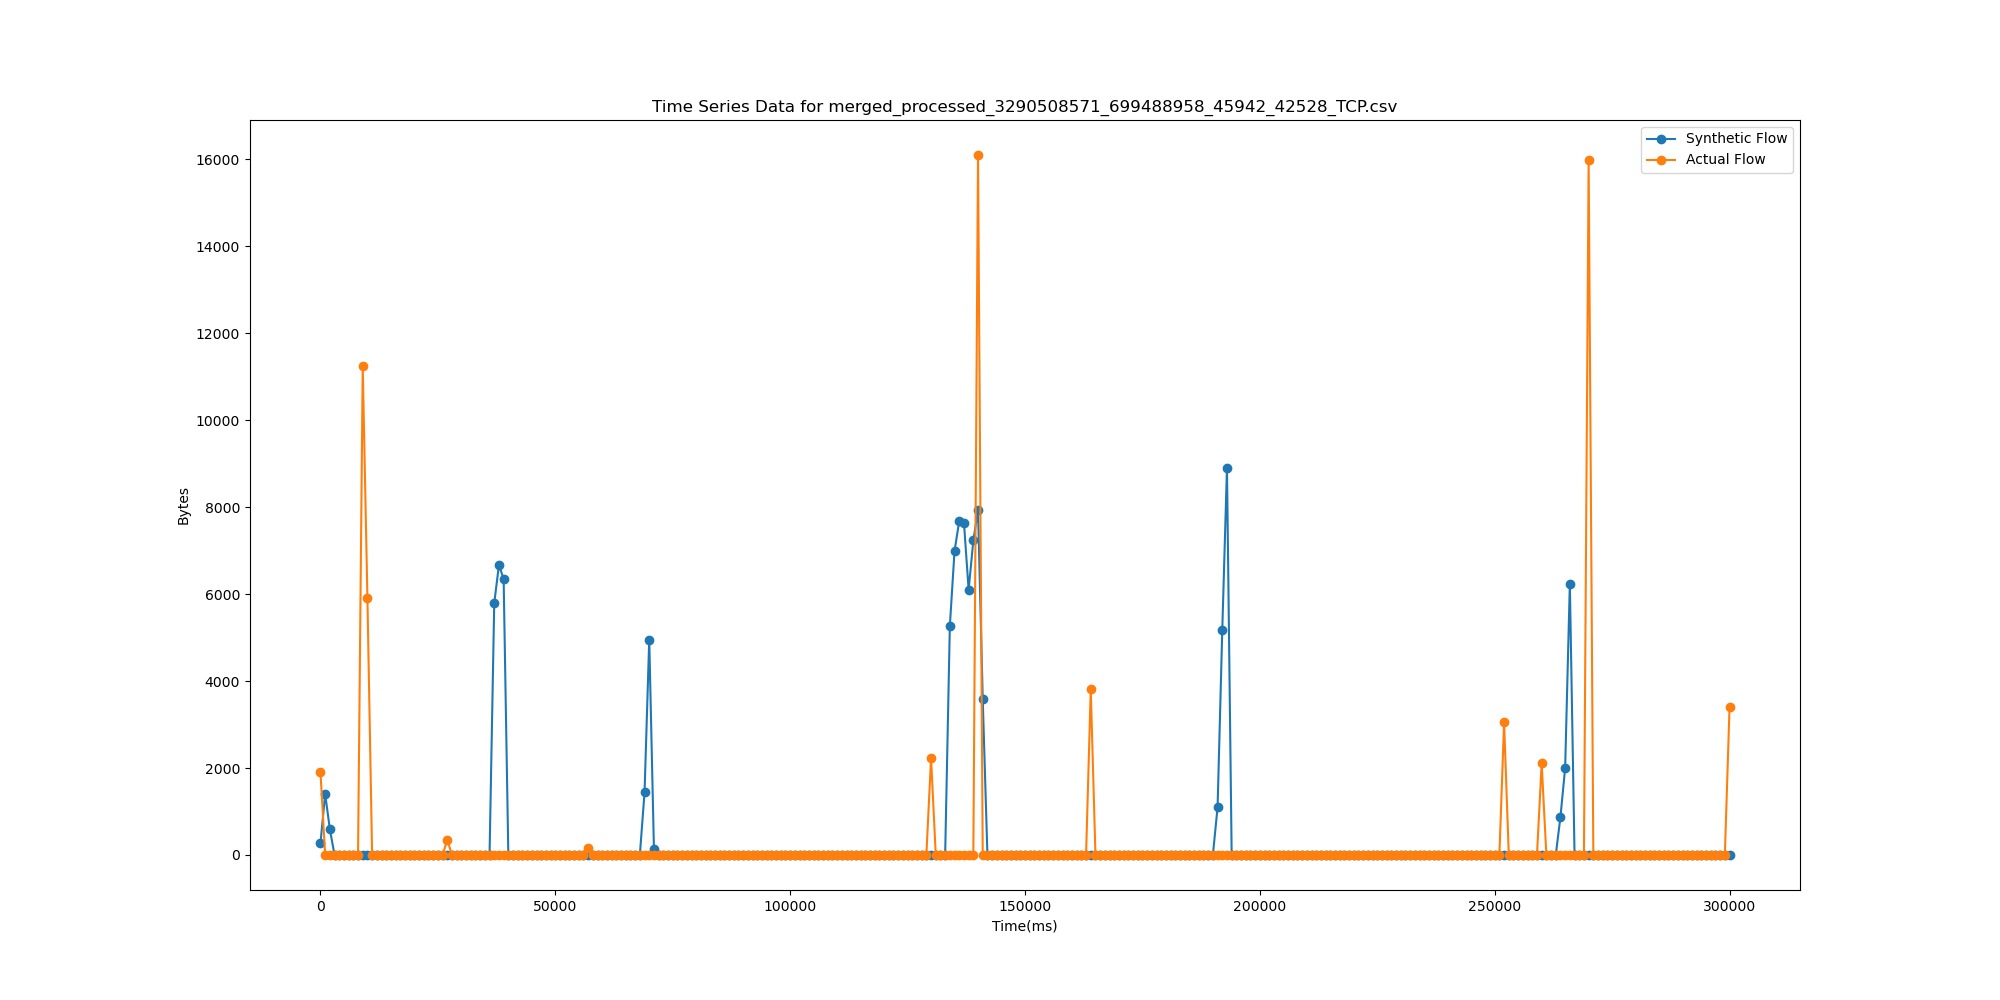 Time Series Data for merged_processed_3290508571_699488958_45942_42528_TCP.csv
Synthetic Flow
Actual Flow
16000
14000
12000
10000
8000
6000
4000
2000
0
Bytes
0 50000 100000 150000 200000 250000 300000
Time(ms)